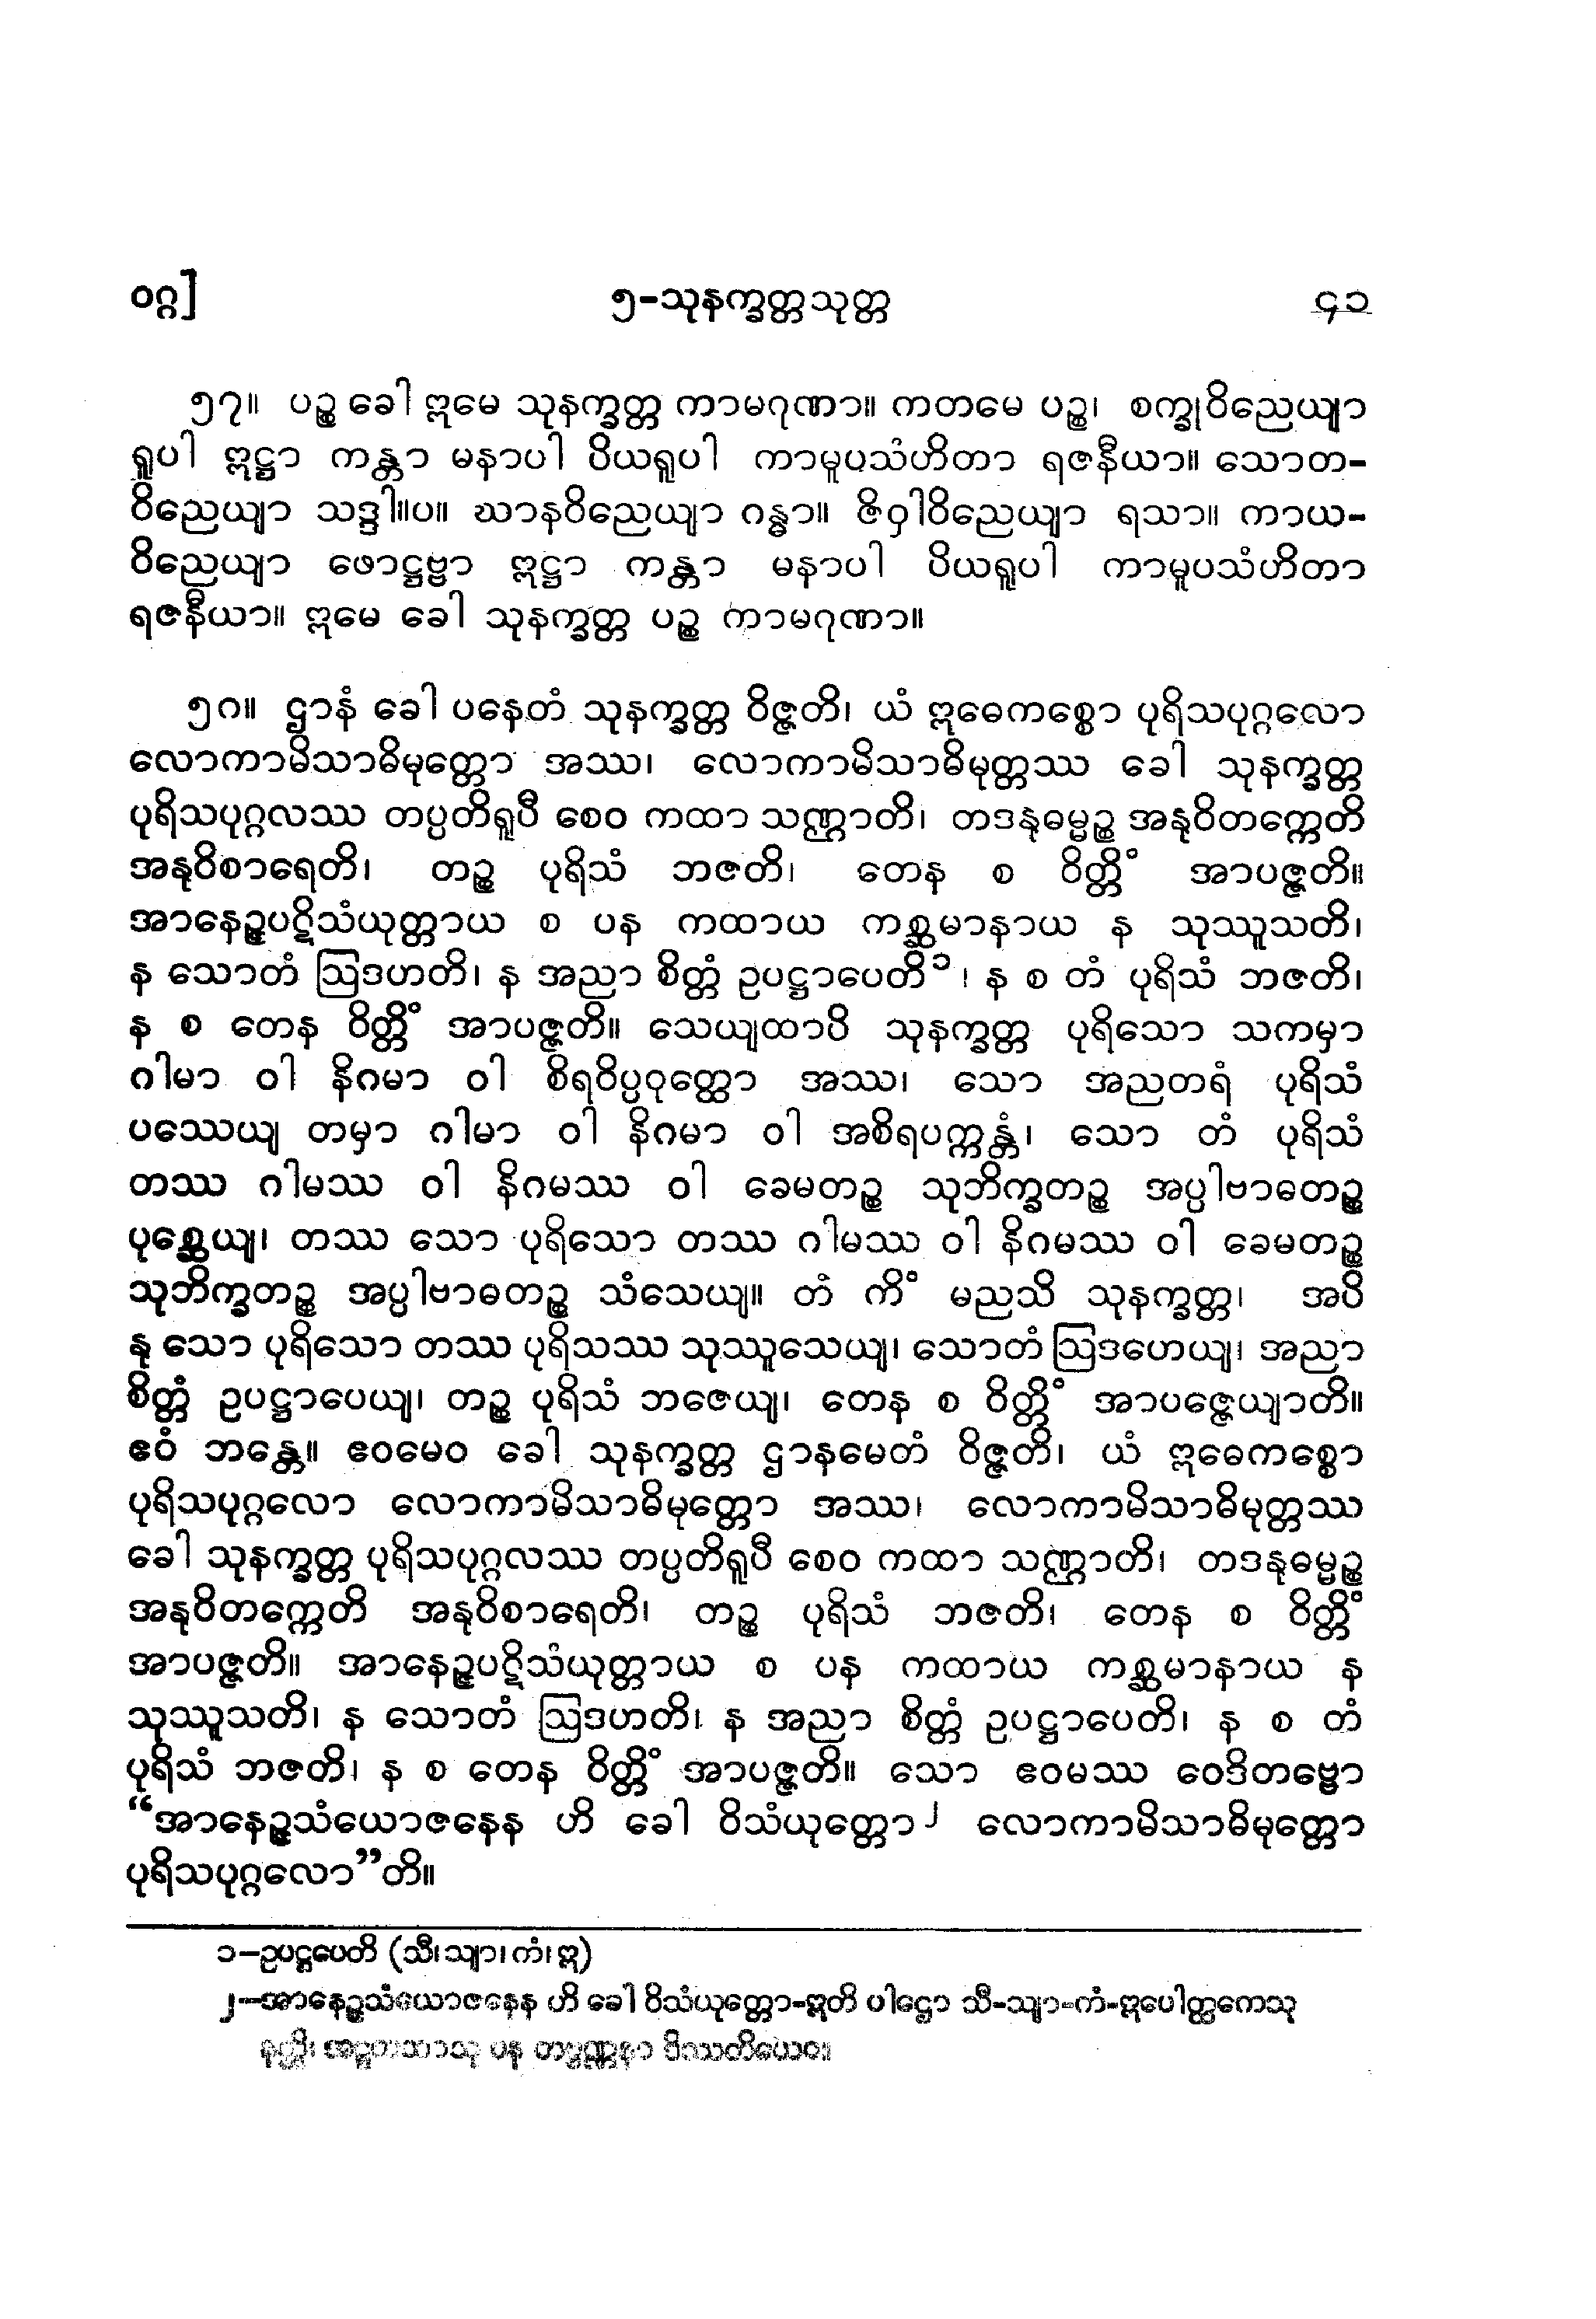 ဝဂ္ဂ] ၅-သုနက္ခတ္တသုတ္တ ၄၁
၅၇။ ပဉ္စ ခေါ ဣမေ သုနက္ခတ္တ ကာမဂုဏာ။ ကတမေ ပဉ္စ၊ စက္ခုဝိညေယျာ
ရူပါ ဣဋ္ဌာ ကန္တာ မနာပါ ပိယရူပါ ကာမူပသံဟိတာ ရဇနီယာ။ သောတ-
ဝိညေယျာ သဒ္ဒါ။ပ။ ဃာနဝိညေယျာ ဂန္ဓာ။ ဇိဝှါဝိညေယျာ ရသာ။ ကာယ-
ဝိညေယျာ ဖောဋ္ဌဗ္ဗာ ဣဋ္ဌာ ကန္တာ မနာပါ ပိယရူပါ ကာမူပသံဟိတာ
ရဇနီယာ။ ဣမေ ခေါ သုနက္ခတ္တ ပဉ္စ ကာမဂုဏာ။
၅၈။ ဌာနံ ခေါ ပနေတံ သုနက္ခတ္တ ဝိဇ္ဇတိ၊ ယံ ဣဓေကစ္စော ပုရိသပုဂ္ဂလော
လောကာမိသာဓိမုတ္တော အဿ၊ လောကာမိသာဓိမုတ္တဿ ခေါ သုနက္ခတ္တ
ပုရိသပုဂ္ဂလဿ တပ္ပတိရူပီ စေဝ ကထာ သဏ္ဌာတိ၊ တဒနုဓမ္မဉ္စ အနုဝိတက္ကေတိ
အနုဝိစာရေတိ၊ တဉ္စ ပုရိသံ ဘဇတိ၊ တေန စ ဝိတ္တိံ အာပဇ္ဇတိ။
အာနေဉ္ဇပဋိသံယုတ္တာယ စ ပန ကထာယ ကစ္ဆမာနာယ န သုဿူသတိ၊
န သောတံ ဩဒဟတိ၊ န အညာ စိတ္တံ ဥပဋ္ဌာပေတိ၁၊ န စ တံ ပုရိသံ ဘဇတိ၊
န စ တေန ဝိတ္တိံ အာပဇ္ဇတိ။ သေယျထာပိ သုနက္ခတ္တ ပုရိသော သကမှာ
ဂါမာ ဝါ နိဂမာ ဝါ စိရဝိပ္ပဝုတ္ထော အဿ၊ သော အညတရံ ပုရိသံ
ပဿေယျ တမှာ ဂါမာ ဝါ နိဂမာ ဝါ အစိရပက္ကန္တံ၊ သော တံ ပုရိသံ
တဿ ဂါမဿ ဝါ နိဂမဿ ဝါ ခေမတဉ္စ သုဘိက္ခတဉ္စ အပ္ပါဗာဓတဉ္စ
ပုစ္ဆေယျ၊ တဿ သော ပုရိသော တဿ ဂါမဿ ဝါ နိဂမဿ ဝါ ခေမတဉ္စ
သုဘိက္ခတဉ္စ အပ္ပါဗာဓတဉ္စ သံသေယျ။ တံ ကိံ မညသိ သုနက္ခတ္တ၊ အပိ
နု သော ပုရိသော တဿ ပုရိသဿ သုဿူသေယျ၊ သောတံ ဩဒဟေယျ၊ အညာ
စိတ္တံ ဥပဋ္ဌာပေယျ၊ တဉ္စ ပုရိသံ ဘဇေယျ၊ တေန စ ဝိတ္တိံ အာပဇ္ဇေယျာတိ။
ဧဝံ ဘန္တေ။ ဧဝမေဝ ခေါ သုနက္ခတ္တ ဌာနမေတံ ဝိဇ္ဇတိ၊ ယံ ဣဓေကစ္စော
ပုရိသပုဂ္ဂလော လောကာမိသာဓိမုတ္တော အဿ၊ လောကာမိသာဓိမုတ္တဿ
ခေါ သုနက္ခတ္တ ပုရိသပုဂ္ဂလဿ တပ္ပတိရူပီ စေဝ ကထာ သဏ္ဌာတိ၊ တဒနုဓမ္မဉ္စ
အနုဝိတက္ကေတိ အနုဝိစာရေတိ၊ တဉ္စ ပုရိသံ ဘဇတိ၊ တေန စ ဝိတ္တိံ
အာပဇ္ဇတိ။ အာနေဉ္ဇပဋိသံယုတ္တာယ စ ပန ကထာယ ကစ္ဆမာနာယ န
သုဿူသတိ၊ န သောတံ ဩဒဟတိ၊ န အညာ စိတ္တံ ဥပဋ္ဌာပေတိ၊ န စ တံ
ပုရိသံ ဘဇတိ၊ န စ တေန ဝိတ္တိံ အာပဇ္ဇတိ။ သော ဧဝမဿ ဝေဒိတဗ္ဗော
“အာနေဉ္ဇသံယောဇနေန ဟိ ခေါ ဝိသံယုတ္တော၂ လောကာမိသာဓိမုတ္တော
ပုရိသပုဂ္ဂလော”တိ။
၁–ဥပဋ္ဌပေတိ (သီ၊သျာ၊ကံ၊ဣ)
၂–အာနေဉ္ဇသံယောဇနေန ဟိ ခေါ ဝိသံယုတ္တော-ဣတိ ပါဌော သီ-သျာ-ကံ-ဣပေါတ္ထကေသု
နတ္ထိ၊ အဋ္ဌကထာသု ပန တဗ္ဗဏ္ဏနာ ဒိဿတိယေဝ။